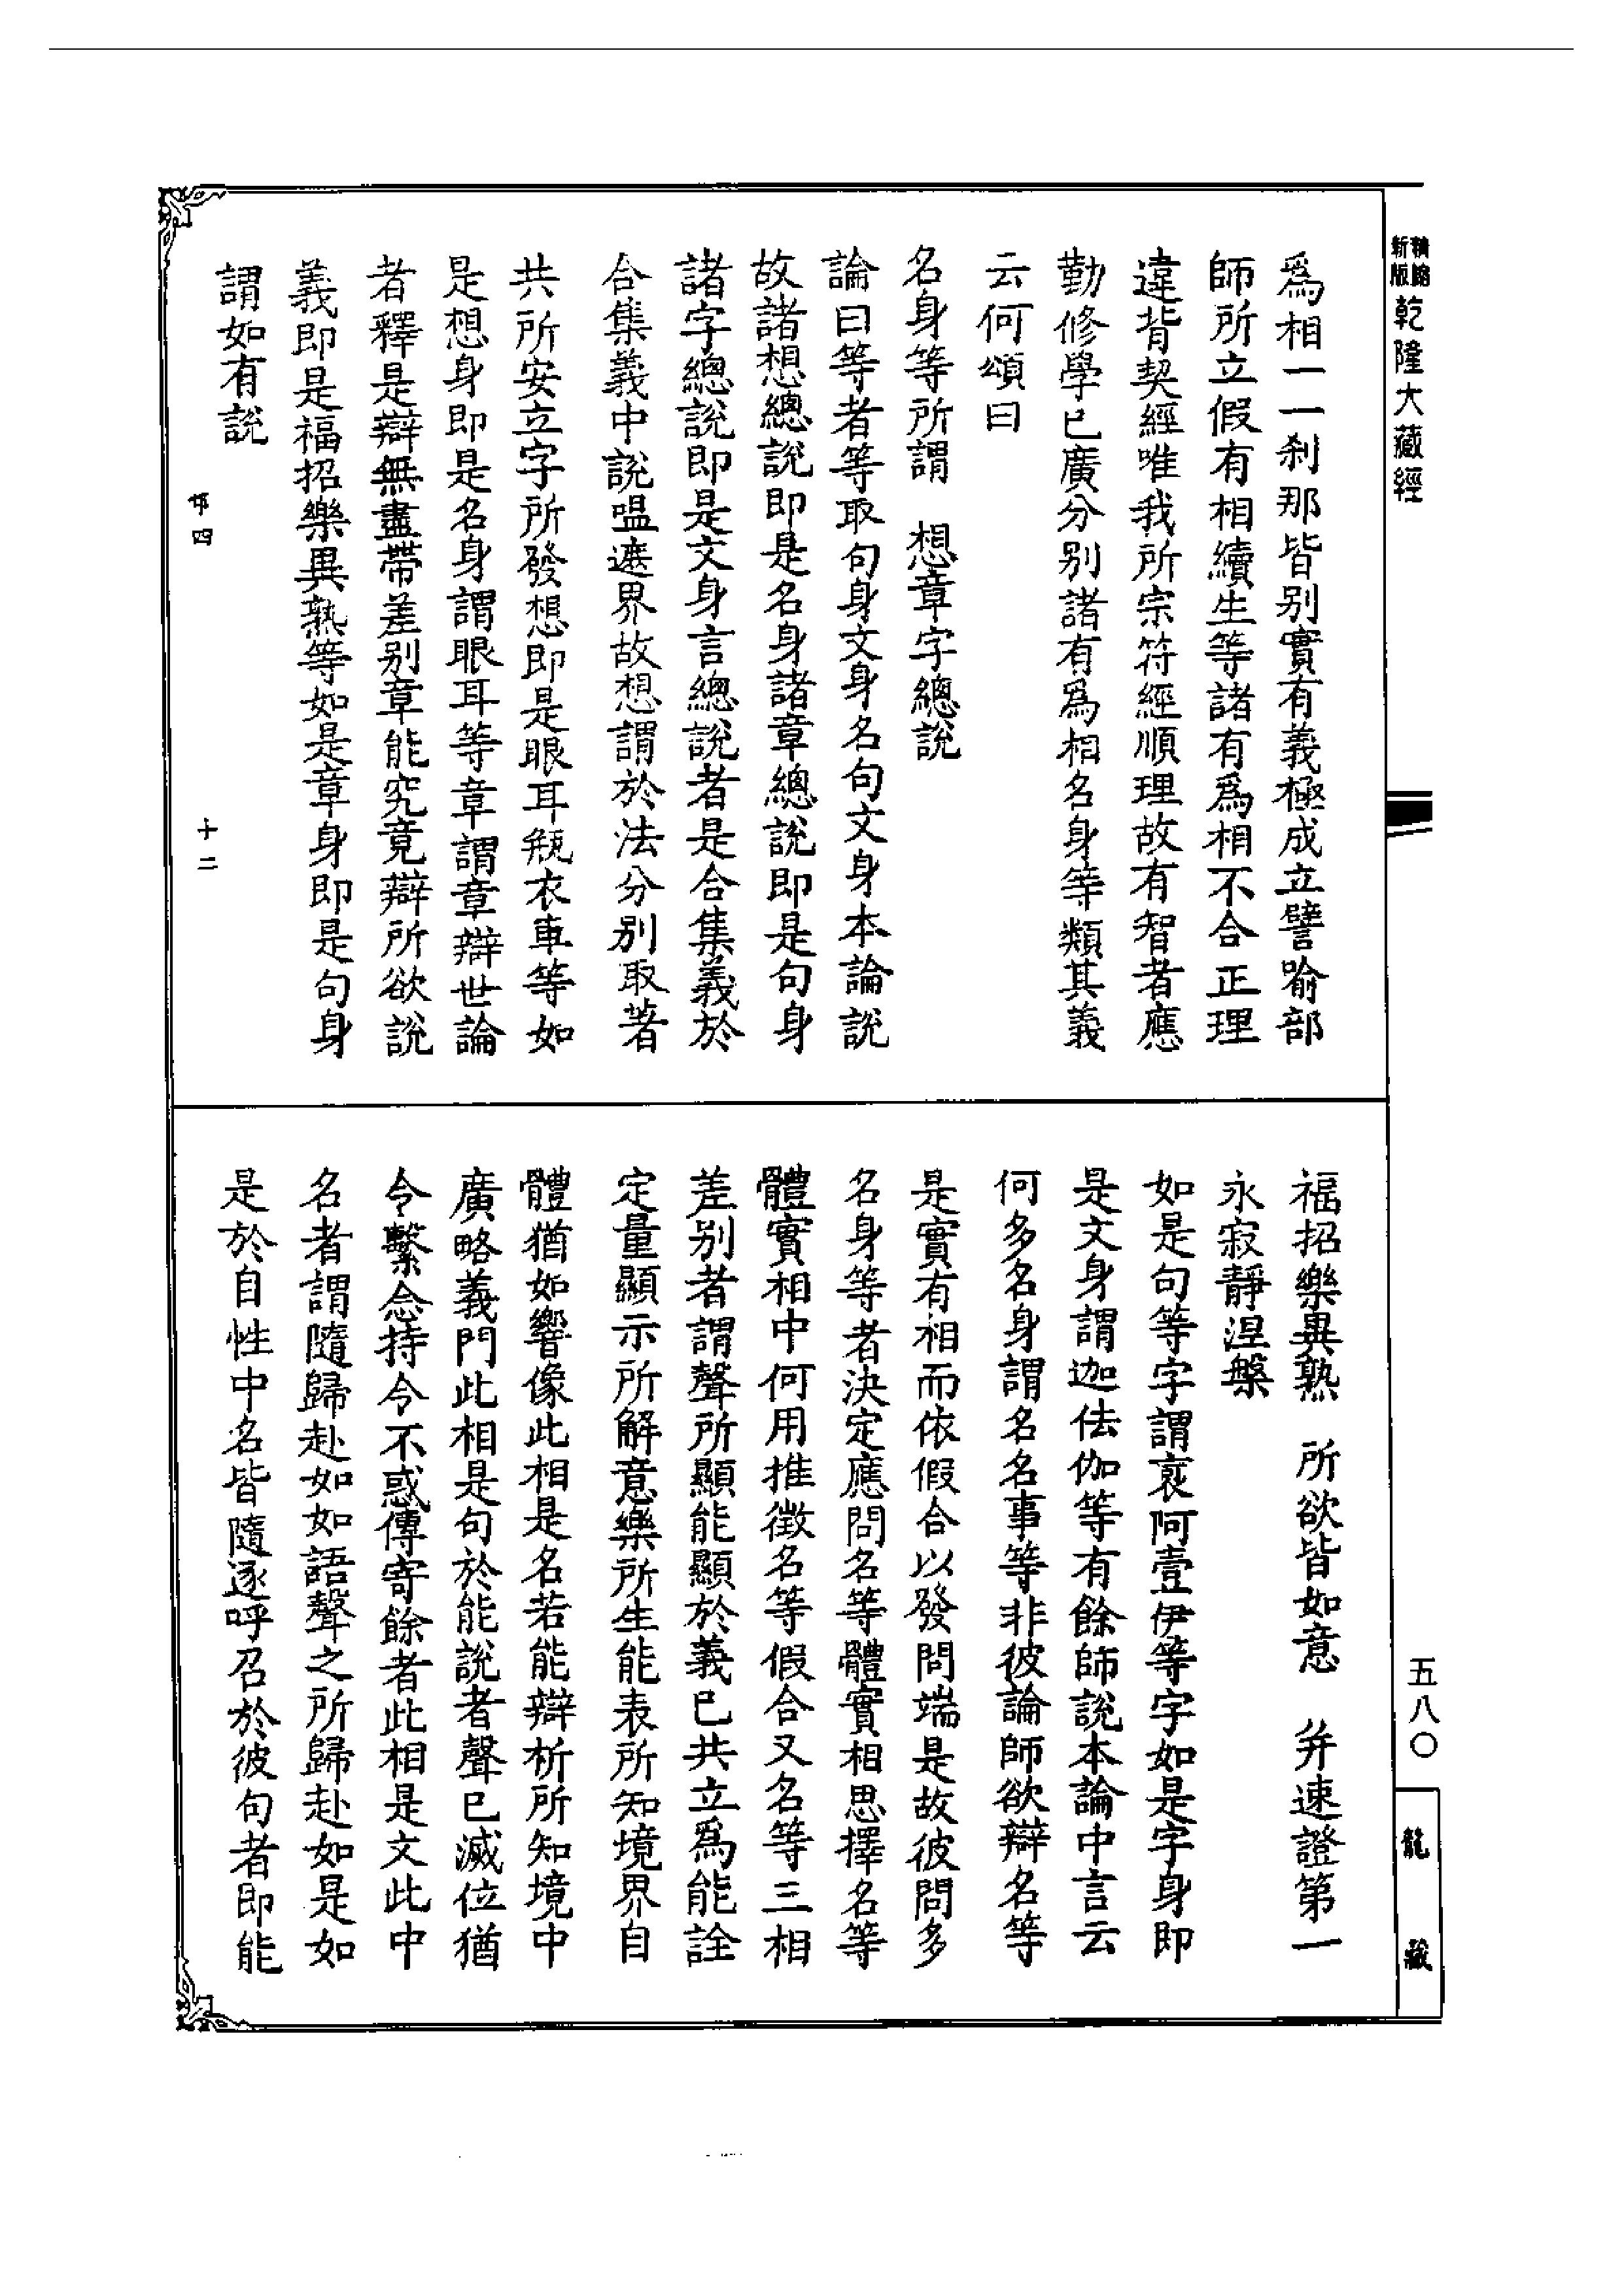 精縮
新版
乾隆大藏經
為相一一剎那皆別實有義極成立譬喻部
師所立假有相續生等諸有為相不合正理
違背契經唯我所宗符經順理故有智者應
勤修學已廣分別諸有為相名身等類其義
云何頌曰
名身等所謂　想章字總說
論曰等者等取句身文身名句文身本論說
故諸想總說即是名身諸章總說即是句身
諸字總說即是文身言總說者是合集義於
合集義中說嗢遮界故想謂於法分別取著
共所安立字所發想即是眼耳瓶衣車等如
是想身即是名身謂眼耳等章謂章辯世論
者釋是辯無盡帶差別章能究竟辯所欲說
義即是福招樂異熟等如是章身即是句身
謂如有說
四
十二
福招樂異熟　所欲皆如意　并速證第一
永寂靜涅槃
如是句等字謂裒阿壹伊等字如是字身即
是文身謂迦佉伽等有餘師說本論中言云
何多名身謂名名事等非彼論師欲辯名等
是實有相而依假合以發問端是故彼問多
名身等者決定應問名等體實相思擇名等
體實相中何用推徵名等假合又名等三相
差別者謂聲所顯能顯於義已共立為能詮
定量顯示所解意樂所生能表所知境界自
體猶如響像此相是名若能辯析所知境中
廣略義門此相是句於能說者聲已滅位猶
令繫念持令不惑傳寄餘者此相是文此中
名者謂隨歸赴如如語聲之所歸赴如是如
是於自性中名皆隨逐呼召於彼句者即能
五八〇
龍藏